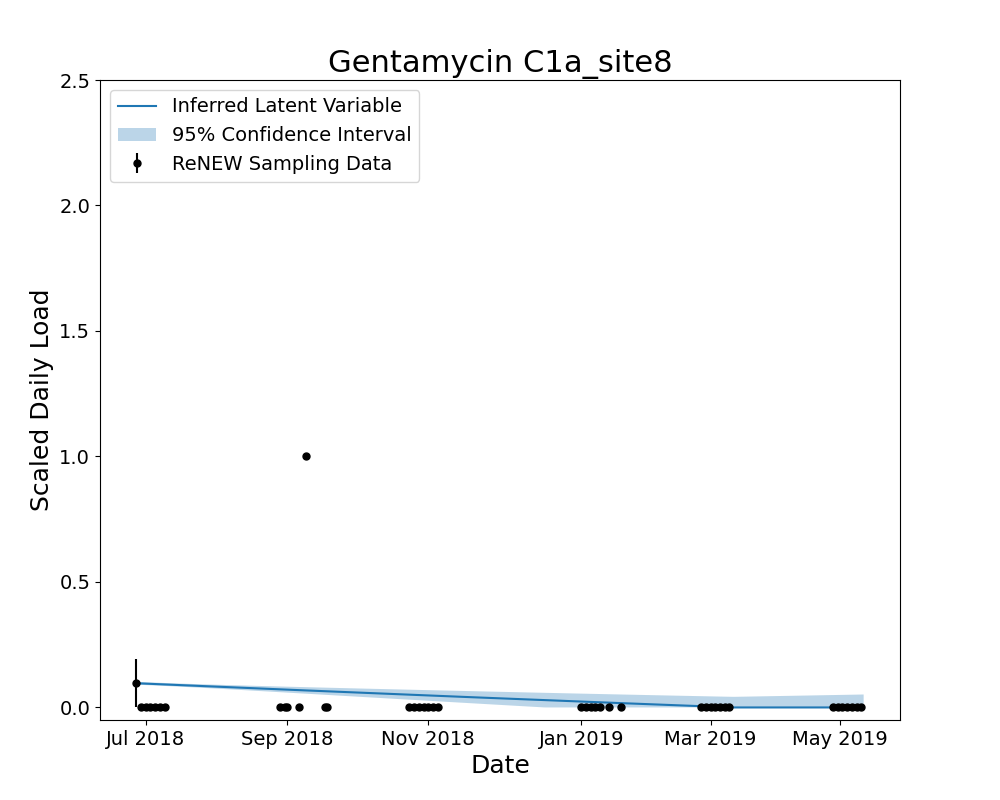 Gentamycin C1a_site8
2.5
2.0
1.5
1.0
0.5
0.0
Scaled Daily Load
Inferred Latent Variable
95% Confidence Interval
ReNEW Sampling Data
Jul 2018 Sep 2018 Nov 2018 Jan 2019 Mar 2019 May 2019
Date